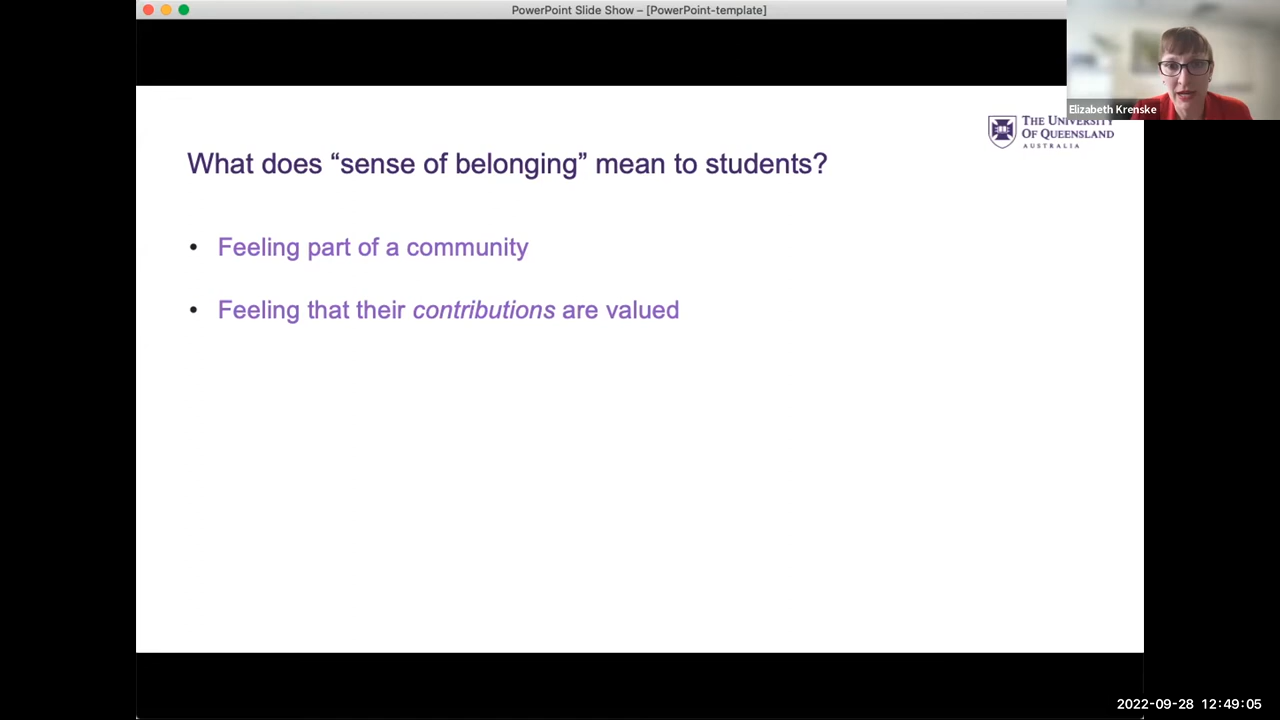 PowerPoint Slide Show – [PowerPoint-template]
Elizabeth Krenske
THE UNIVERSITY
OF QUEENSLAND
AUSTRALIA
What does “sense of belonging” mean to students?
• Feeling part of a community
• Feeling that their contributions are valued
2022-09-28 12:49:05